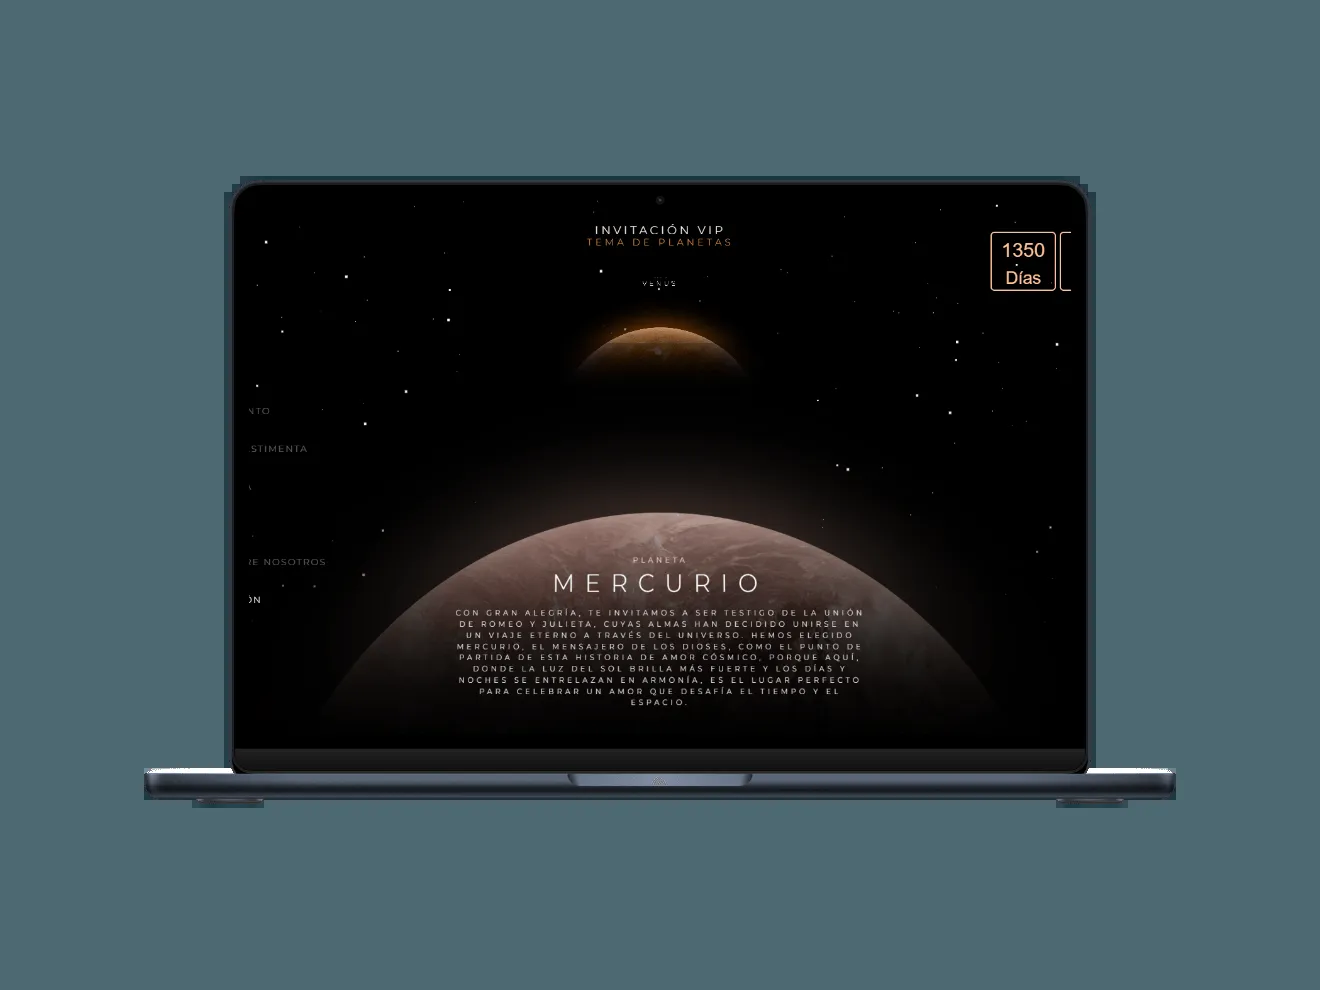 INVITACIÓN VIP
TEMA DE PLANETAS
1350
Días
VENUS
NTO
STIMENTA
RE NOSOTROS
ÓN
PLANETA
MERCURIO
CON GRAN ALEGRÍA, TE INVITAMOS A SER TESTIGO DE LA UNIÓN
DE ROMEO Y JULIETA, CUYAS ALMAS HAN DECIDIDO UNIRSE EN
UN VIAJE ETERNO A TRAVÉS DEL UNIVERSO. HEMOS ELEGIDO
MERCURIO, EL MENSAJERO DE LOS DIOSES, COMO EL PUNTO DE
PARTIDA DE ESTA HISTORIA DE AMOR CÓSMICO, PORQUE AQUÍ,
DONDE LA LUZ DEL SOL BRILLA MÁS FUERTE Y LOS DÍAS Y
NOCHES SE ENTRELAZAN EN ARMONÍA, ES EL LUGAR PERFECTO
PARA CELEBRAR UN AMOR QUE DESAFÍA EL TIEMPO Y EL
ESPACIO.